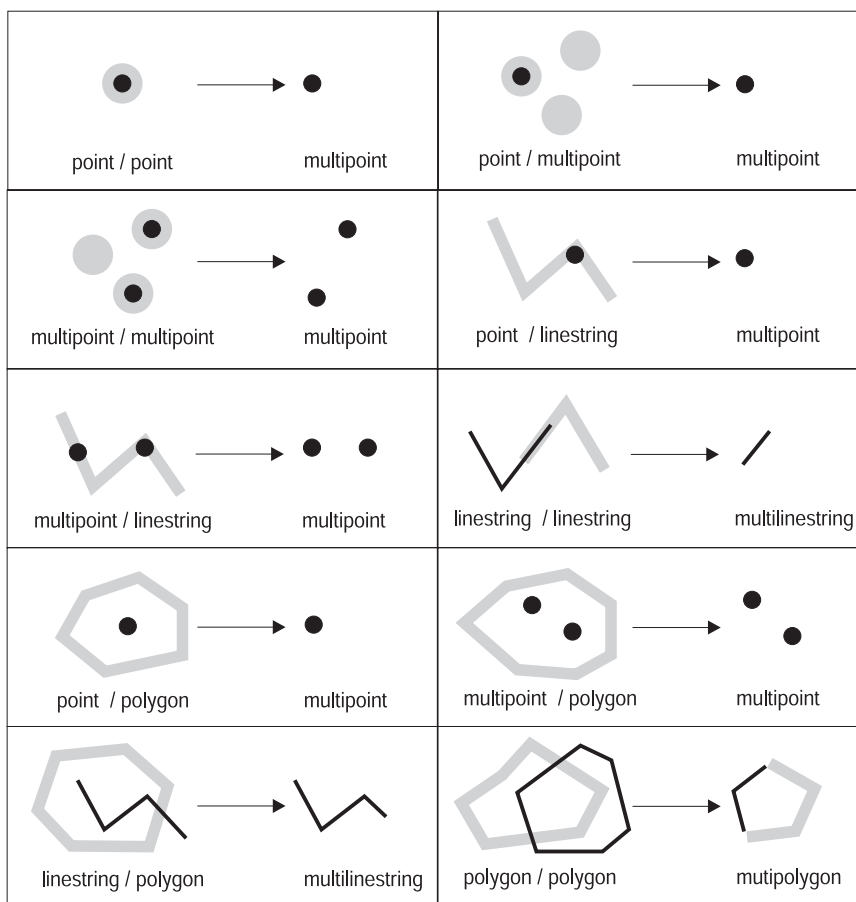 point / point
multipoint
point / multipoint
multipoint
multipoint / multipoint
multipoint
point / linestring
multipoint
multipoint / linestring
multipoint
linestring / linestring
multilinestring
point / polygon
multipoint
multipoint / polygon
multipoint
linestring / polygon
multilinestring
polygon / polygon
mutipolygon